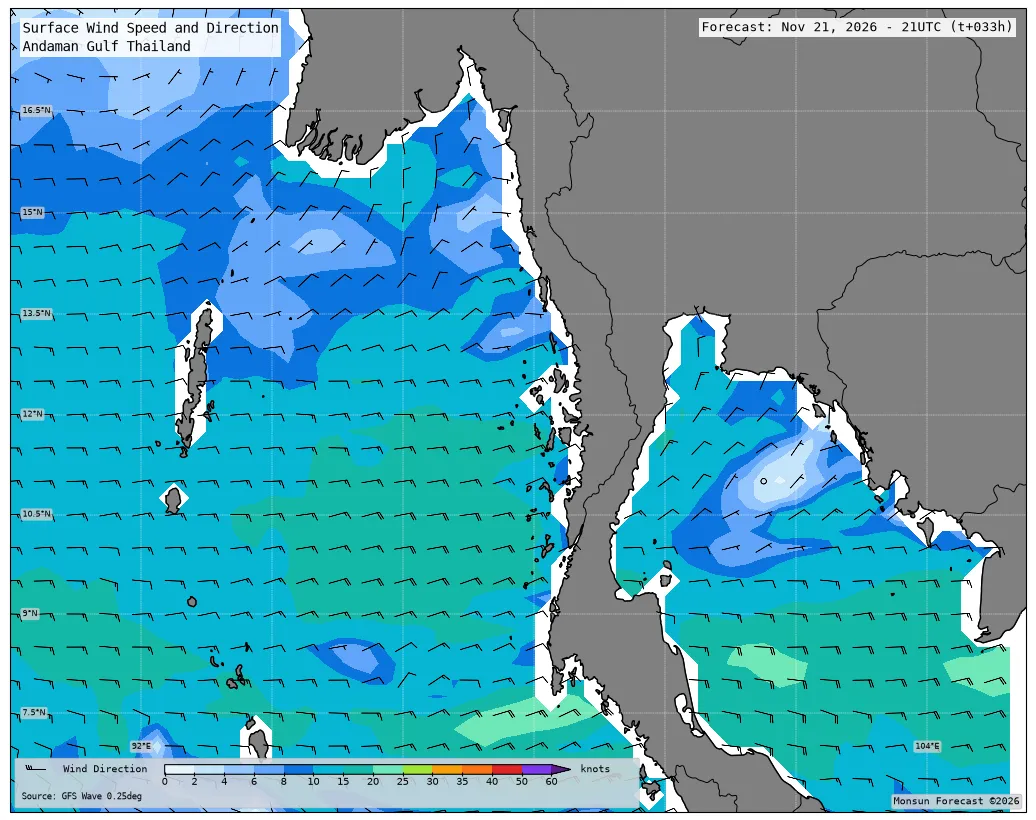 Surface Wind Speed and Direction
Andaman Gulf Thailand
Forecast: Nov 21, 2026 - 21UTC (t+033h)
16.5°N
15°N
13.5°N
12°N
10.5°N
9°N
7.5°N
92°E
104°E
Wind Direction
knots
0 2 4 6 8 10 15 20 25 30 35 40 50 60
Source: GFS Wave 0.25deg
Monsun Forecast ©2026